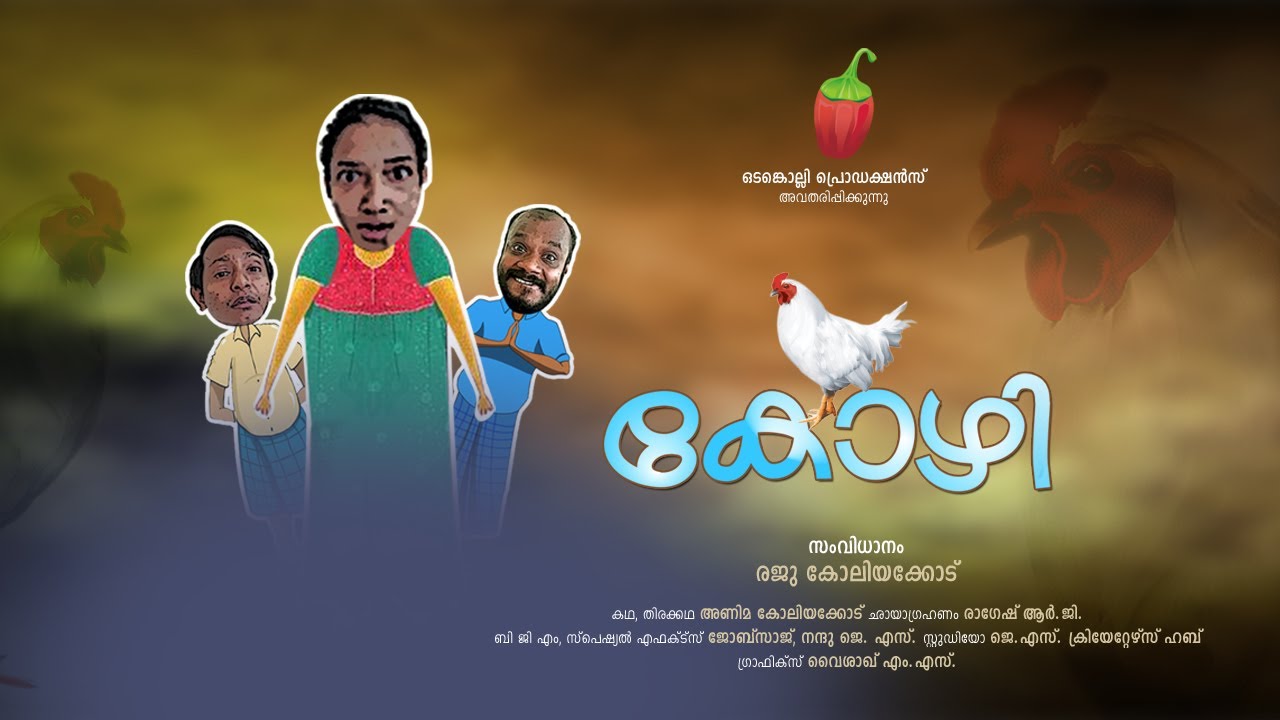 ഒടങ്കൊല്ലി പ്രൊഡക്ഷൻസ്
അവതരിപ്പിക്കുന്നു
കോഴി
സംവിധാനം
രജു കോലിയക്കോട്
കഥ, തിരക്കഥ അണിമ കോലിയക്കോട് ഛായാഗ്രഹണം രാഗേഷ് ആർ.ജി.
ബി ജി എം, സ്പെഷ്യൽ എഫക്ട്സ് ജോബ്സാജ്, നന്ദു ജെ. എസ്. സ്റ്റുഡിയോ ജെ.എസ്. ക്രിയേറ്റേഴ്സ് ഹബ്
ഗ്രാഫിക്സ് വൈശാഖ് എം.എസ്.